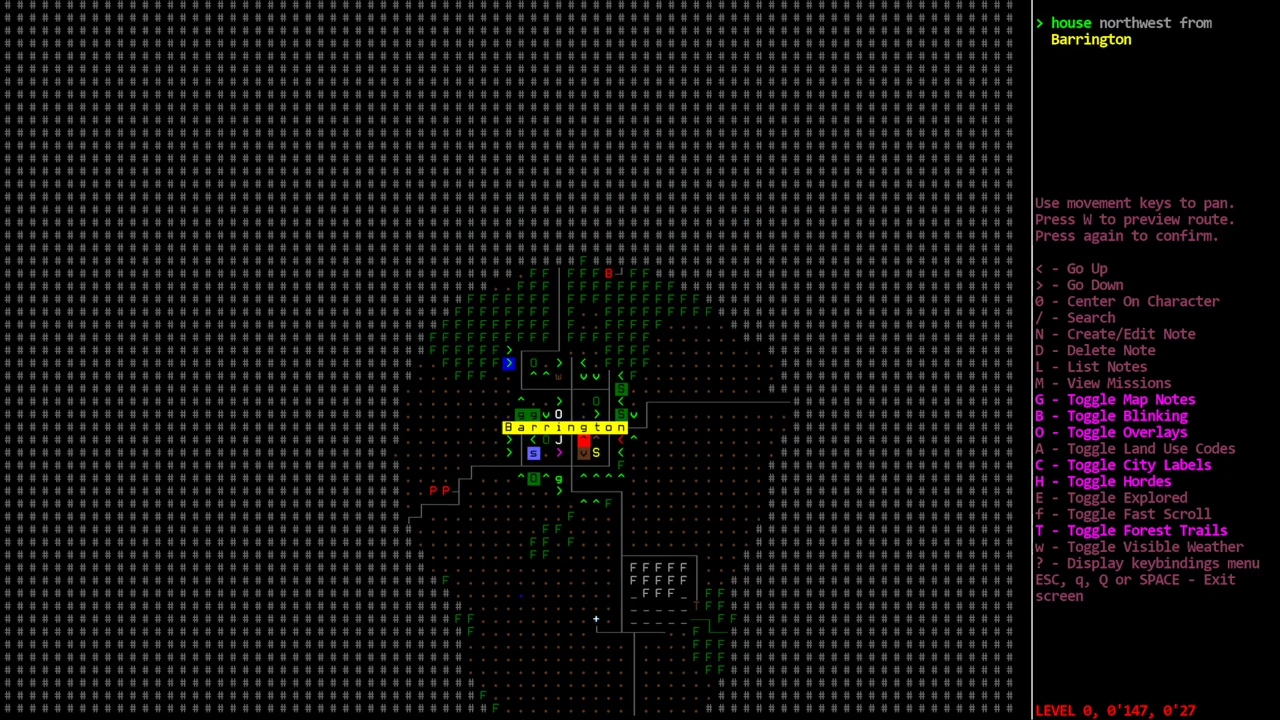 > house northwest from
Barrington
Use movement keys to pan.
Press W to preview route.
Press again to confirm.
< - Go Up
> - Go Down
0 - Center On Character
/ - Search
N - Create/Edit Note
D - Delete Note
L - List Notes
M - View Missions
G - Toggle Map Notes
B - Toggle Blinking
O - Toggle Overlays
A - Toggle Land Use Codes
C - Toggle City Labels
H - Toggle Hordes
E - Toggle Explored
f - Toggle Fast Scroll
T - Toggle Forest Trails
w - Toggle Visible Weather
? - Display keybindings menu
ESC, q, Q or SPACE - Exit
screen
LEVEL 0, 0'147, 0'27
Barrington